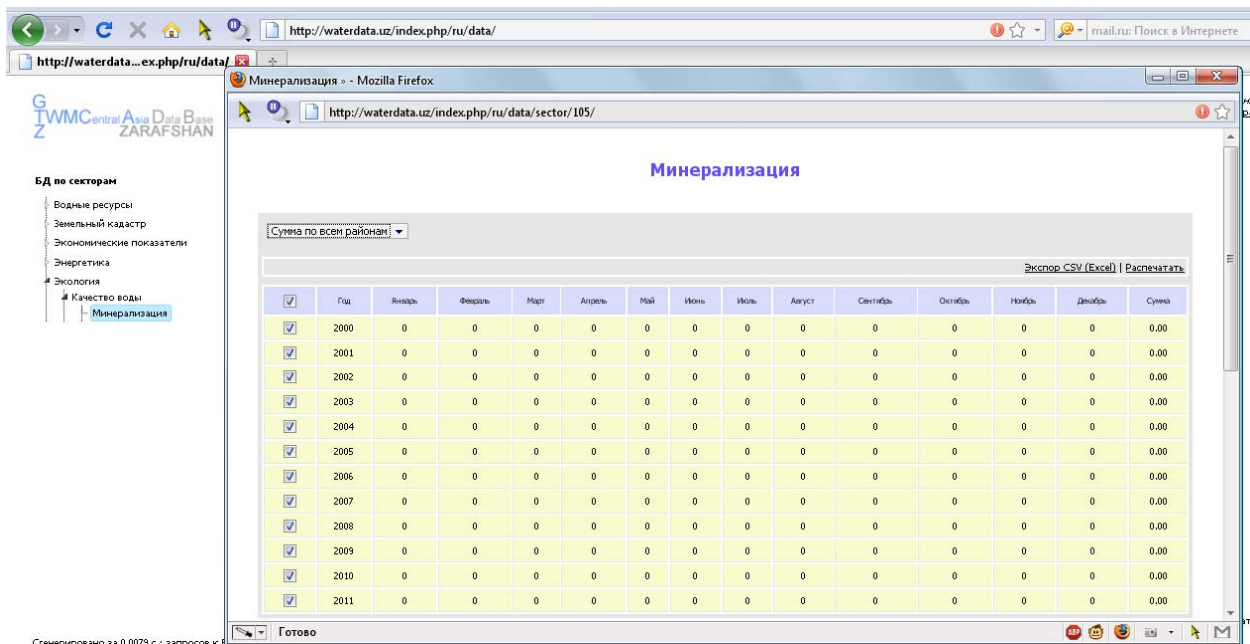 http://waterdata.uz/index.php/ru/data/
mail.ru: Поиск в Интернете
http://waterdata...ex.php/ru/data/
Минерализация » - Mozilla Firefox
http://waterdata.uz/index.php/ru/data/sector/105/
GTZ
TWMCentral Asia Data Base
ZARAFSHAN
БД по секторам
Водные ресурсы
Земельный кадастр
Экономические показатели
Энергетика
Экология
Качество воды
Минерализация
Минерализация
Сумма по всем районам
Экспор CSV (Excel) | Распечатать
Год Январь Февраль Март Апрель Май Июнь Июль Август Сентябрь Октябрь Ноябрь Декабрь Сумма
2000 0 0 0 0 0 0 0 0 0 0 0 0 0.00
2001 0 0 0 0 0 0 0 0 0 0 0 0 0.00
2002 0 0 0 0 0 0 0 0 0 0 0 0 0.00
2003 0 0 0 0 0 0 0 0 0 0 0 0 0.00
2004 0 0 0 0 0 0 0 0 0 0 0 0 0.00
2005 0 0 0 0 0 0 0 0 0 0 0 0 0.00
2006 0 0 0 0 0 0 0 0 0 0 0 0 0.00
2007 0 0 0 0 0 0 0 0 0 0 0 0 0.00
2008 0 0 0 0 0 0 0 0 0 0 0 0 0.00
2009 0 0 0 0 0 0 0 0 0 0 0 0 0.00
2010 0 0 0 0 0 0 0 0 0 0 0 0 0.00
2011 0 0 0 0 0 0 0 0 0 0 0 0 0.00
Готово
ABP
Сгенерировано за 0.0079 с.: запросов к